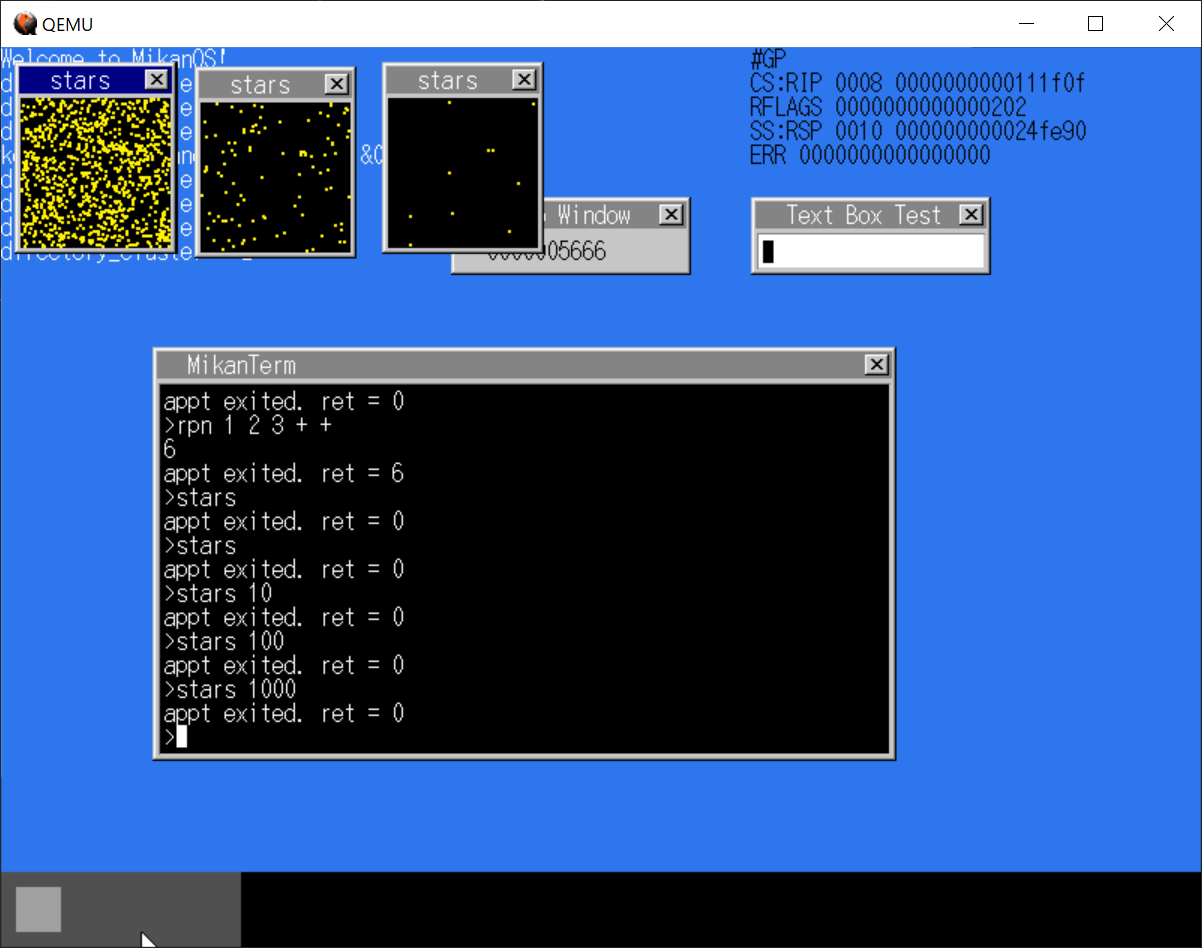 QEMU
Welcome to MikanOS!
#GP
CS:RIP 0008 0000000000111f0f
RFLAGS 0000000000000202
SS:RSP 0010 000000000024fe90
ERR 0000000000000000
stars
stars
stars
Window
0000005666
Text Box Test
MikanTerm
appt exited. ret = 0
>rpn 1 2 3 + +
6
appt exited. ret = 6
>stars
appt exited. ret = 0
>stars
appt exited. ret = 0
>stars 10
appt exited. ret = 0
>stars 100
appt exited. ret = 0
>stars 1000
appt exited. ret = 0
>